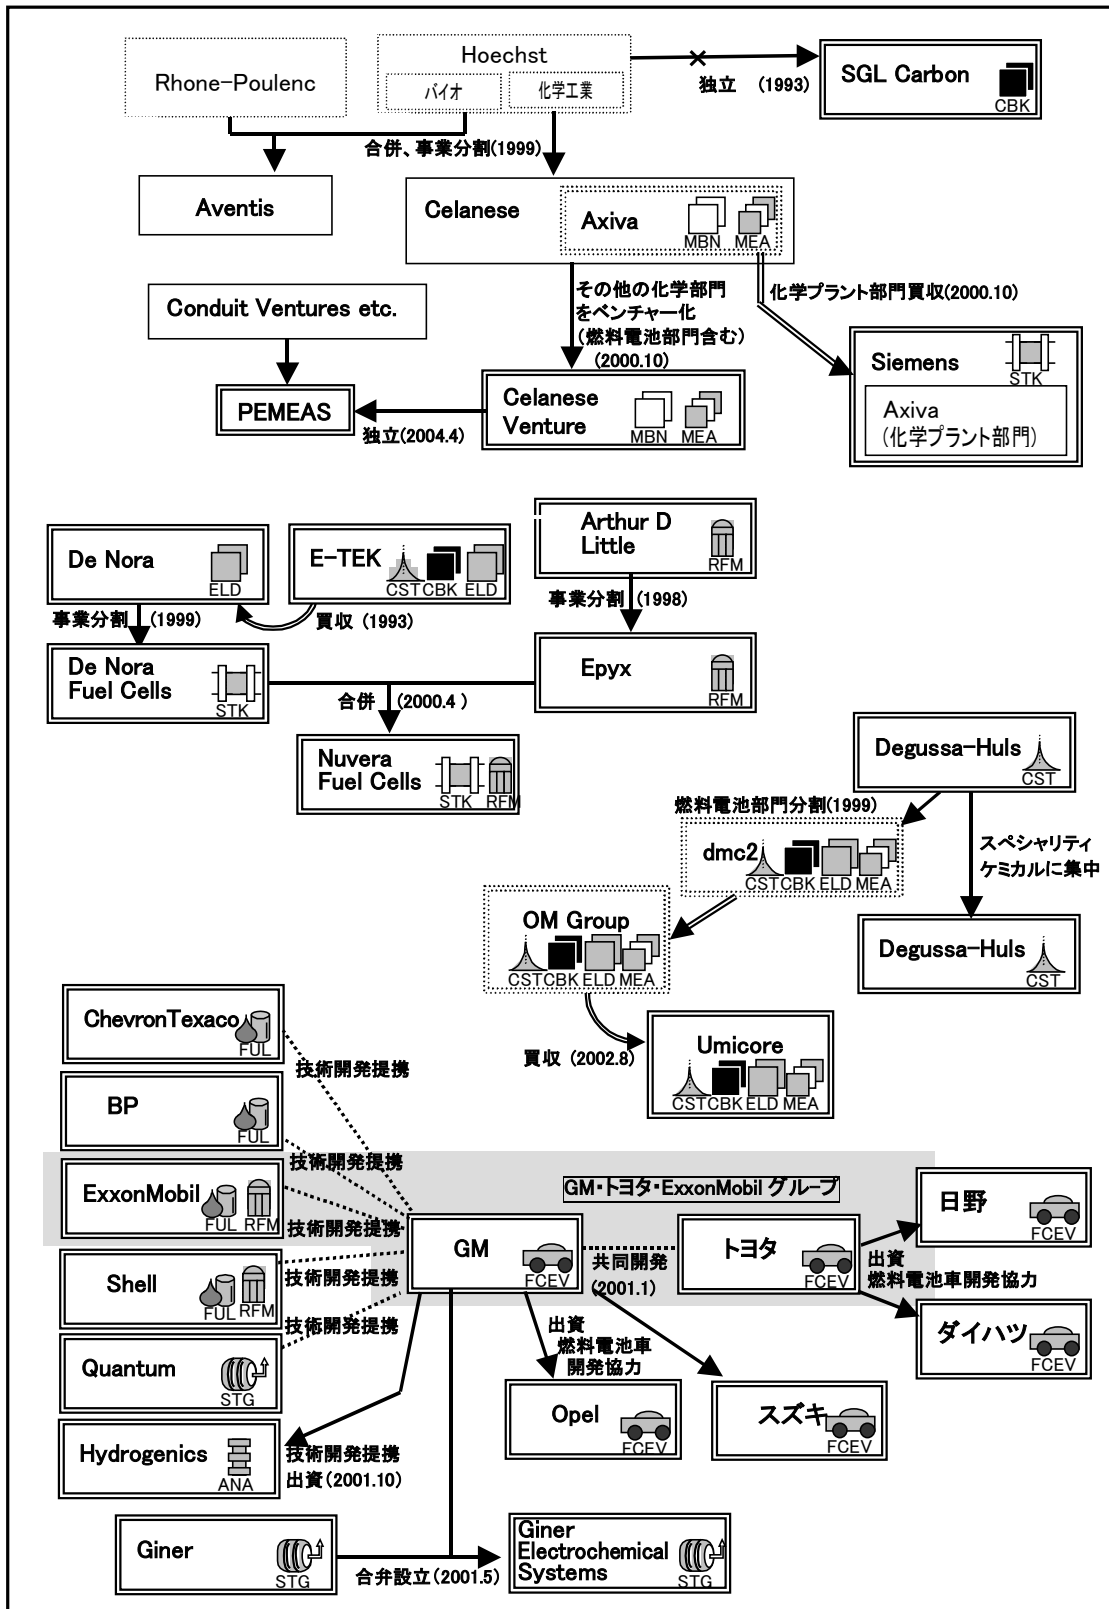 Rhone-Poulenc
Hoechst
バイオ
化学工業
独立 (1993)
SGL Carbon
CBK
合併、事業分割(1999)
Aventis
Celanese
Axiva
MBN
MEA
その他の化学部門
をベンチャー化
(燃料電池部門含む)
(2000.10)
化学プラント部門買収(2000.10)
Conduit Ventures etc.
PEMEAS
独立(2004.4)
Celanese
Venture
MBN
MEA
Siemens
STK
Axiva
(化学プラント部門)
De Nora
ELD
E-TEK
CST CBK ELD
Arthur D
Little
RFM
事業分割 (1999)
買収 (1993)
事業分割 (1998)
De Nora
Fuel Cells
STK
Epyx
RFM
合併 (2000.4 )
Nuvera
Fuel Cells
STK RFM
Degussa-Huls
CST
燃料電池部門分割(1999)
dmc2
CST CBK ELD MEA
スペシャリティ
ケミカルに集中
OM Group
CST CBK ELD MEA
Degussa-Huls
CST
買収 (2002.8)
Umicore
CST CBK ELD MEA
ChevronTexaco
FUL
技術開発提携
BP
FUL
技術開発提携
ExxonMobil
FUL RFM
技術開発提携
GM・トヨタ・ExxonMobil グループ
GM
FCEV
共同開発
(2001.1)
トヨタ
FCEV
日野
FCEV
出資
燃料電池車開発協力
ダイハツ
FCEV
Shell
FUL RFM
技術開発提携
Quantum
STG
技術開発提携
出資
燃料電池車
開発協力
Opel
FCEV
スズキ
FCEV
Hydrogenics
ANA
技術開発提携
出資(2001.10)
Giner
STG
合弁設立(2001.5)
Giner
Electrochemical
Systems
STG